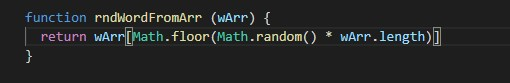 function rndWordFromArr (wArr) {
return wArr[Math.floor(Math.random() * wArr.length)]
}